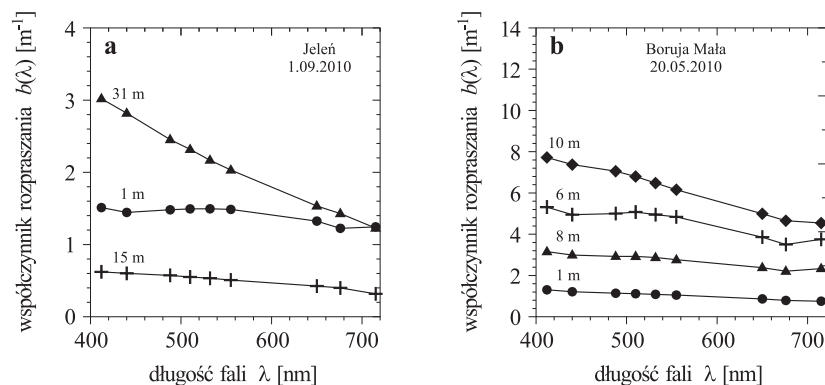 współczynnik rozpraszania b(λ) [m⁻¹]
4
3
2
1
0
a
Jeleń
1.09.2010
31 m
1 m
15 m
400
500
600
700
długość fali λ [nm]
współczynnik rozpraszania b(λ) [m⁻¹]
14
12
10
8
6
4
2
0
b
Boruja Mała
20.05.2010
10 m
6 m
8 m
1 m
400
500
600
700
długość fali λ [nm]